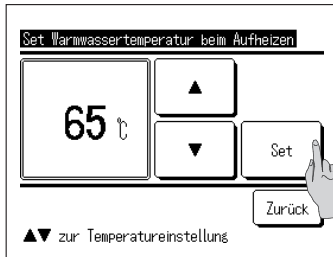 Set Warmwassertemperatur beim Aufheizen
▲
65 ℃
▼
Set
Zurück
▲▼ zur Temperatureinstellung